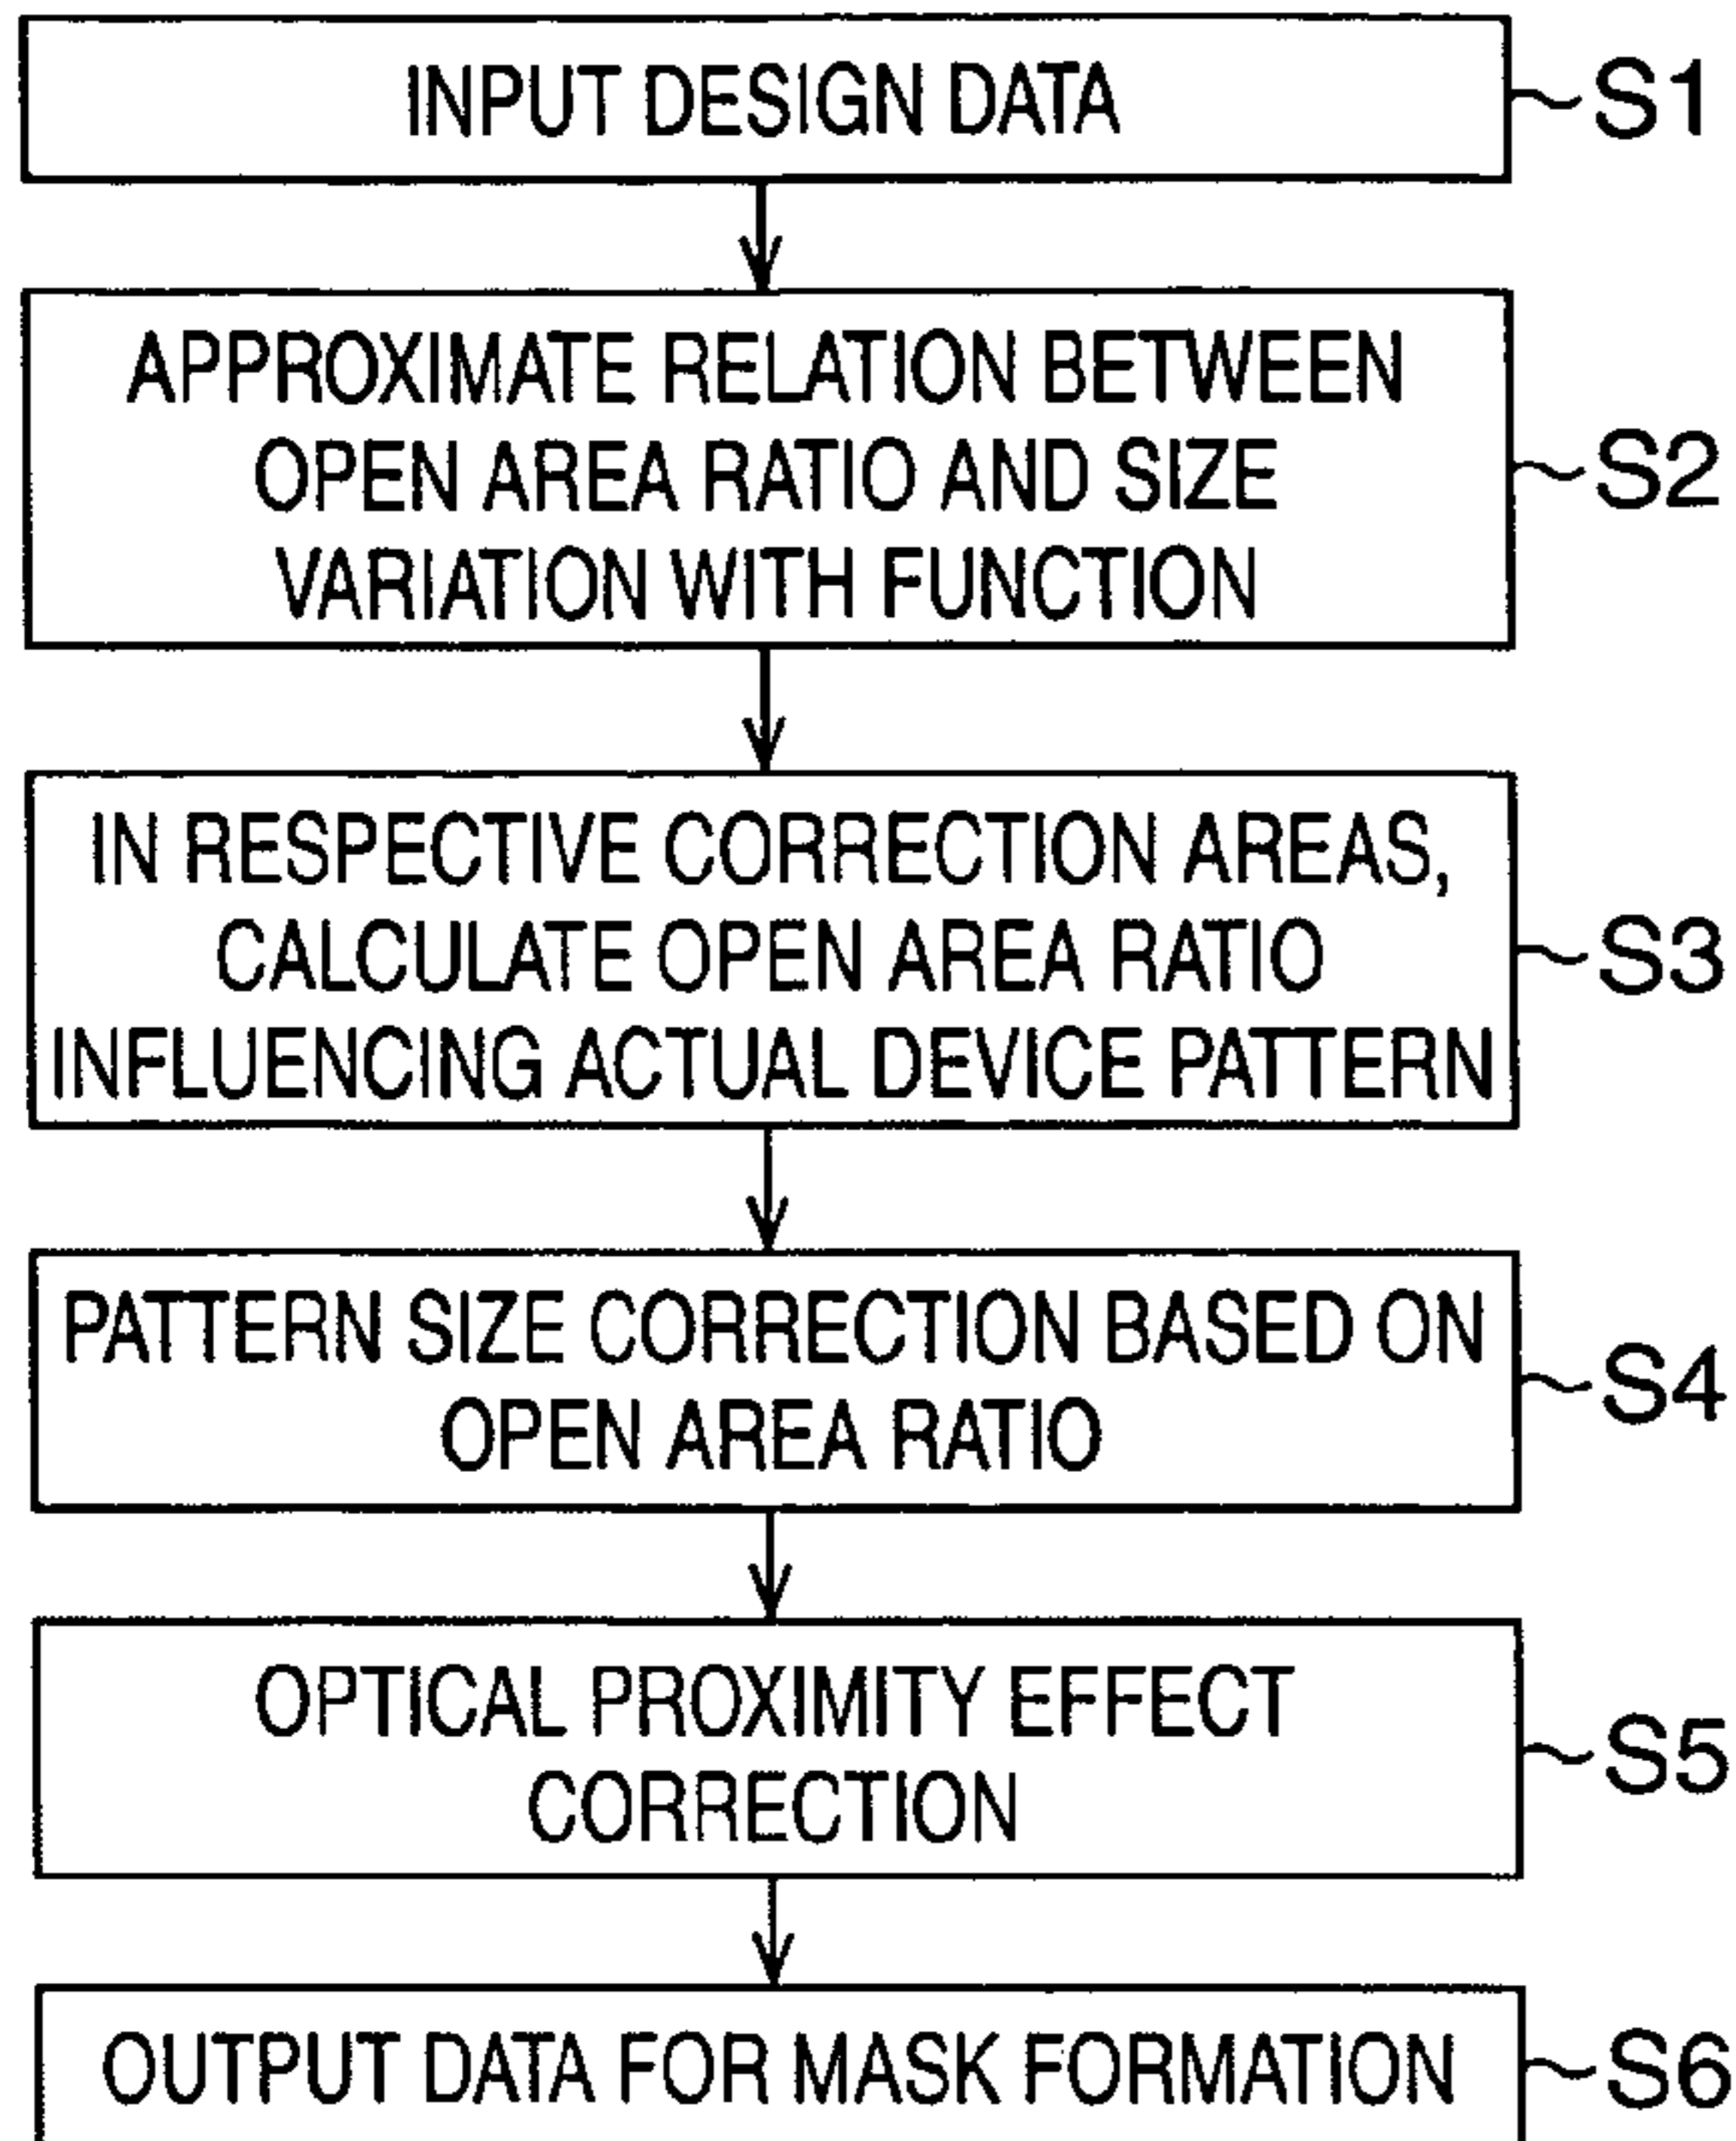 INPUT DESIGN DATA
S1
APPROXIMATE RELATION BETWEEN
OPEN AREA RATIO AND SIZE
VARIATION WITH FUNCTION
S2
IN RESPECTIVE CORRECTION AREAS,
CALCULATE OPEN AREA RATIO
INFLUENCING ACTUAL DEVICE PATTERN
S3
PATTERN SIZE CORRECTION BASED ON
OPEN AREA RATIO
S4
OPTICAL PROXIMITY EFFECT
CORRECTION
S5
OUTPUT DATA FOR MASK FORMATION
S6